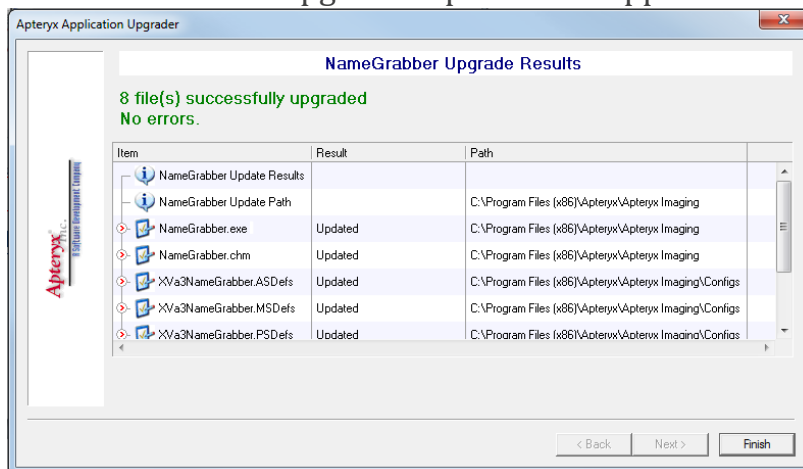 Apteryx Application Upgrader
NameGrabber Upgrade Results
8 file(s) successfully upgraded
No errors.
Item Result Path
NameGrabber Update Results
NameGrabber Update Path C:\Program Files (x86)\Apteryx\Apteryx Imaging
NameGrabber.exe Updated C:\Program Files (x86)\Apteryx\Apteryx Imaging
NameGrabber.chm Updated C:\Program Files (x86)\Apteryx\Apteryx Imaging
XVa3NameGrabber.ASDefs Updated C:\Program Files (x86)\Apteryx\Apteryx Imaging\Configs
XVa3NameGrabber.MSDefs Updated C:\Program Files (x86)\Apteryx\Apteryx Imaging\Configs
XVa3NameGrabber.PSDefs Updated C:\Program Files (x86)\Apteryx\Apteryx Imaging\Configs
Apteryx Inc.
A Software Development Company
< Back Next > Finish